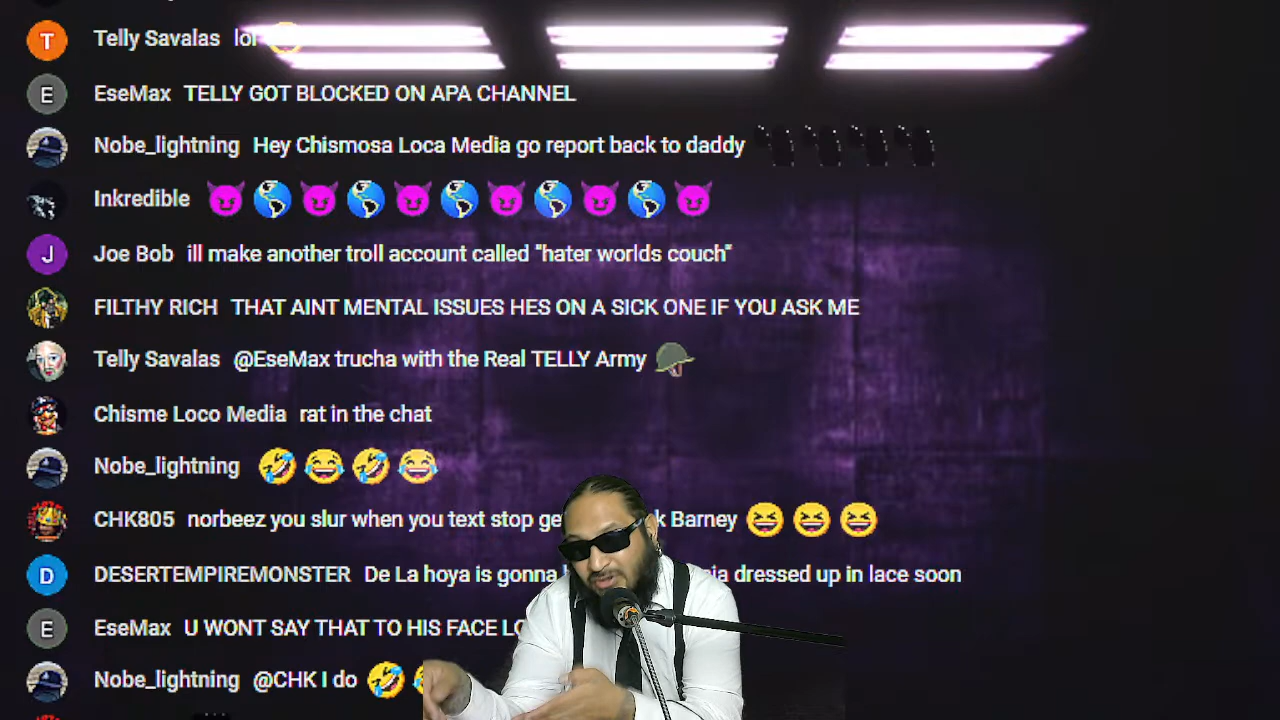 T Telly Savalas lol
E EseMax TELLY GOT BLOCKED ON APA CHANNEL
Nobe_lightning Hey Chismosa Loca Media go report back to daddy
Inkredible 😈🌎😈🌎😈🌎😈🌎😈🌎😈
J Joe Bob ill make another troll account called "hater worlds couch"
FILTHY RICH THAT AINT MENTAL ISSUES HES ON A SICK ONE IF YOU ASK ME
Telly Savalas @EseMax trucha with the Real TELLY Army
Chisme Loco Media rat in the chat
Nobe_lightning 🤣😂🤣😂
CHK805 norbeez you slur when you text stop Barney 😆😆😆
D DESERTEMPIREMONSTER De La hoya is gonna dressed up in lace soon
E EseMax U WONT SAY THAT TO HIS FACE
Nobe_lightning @CHK I do 🤣